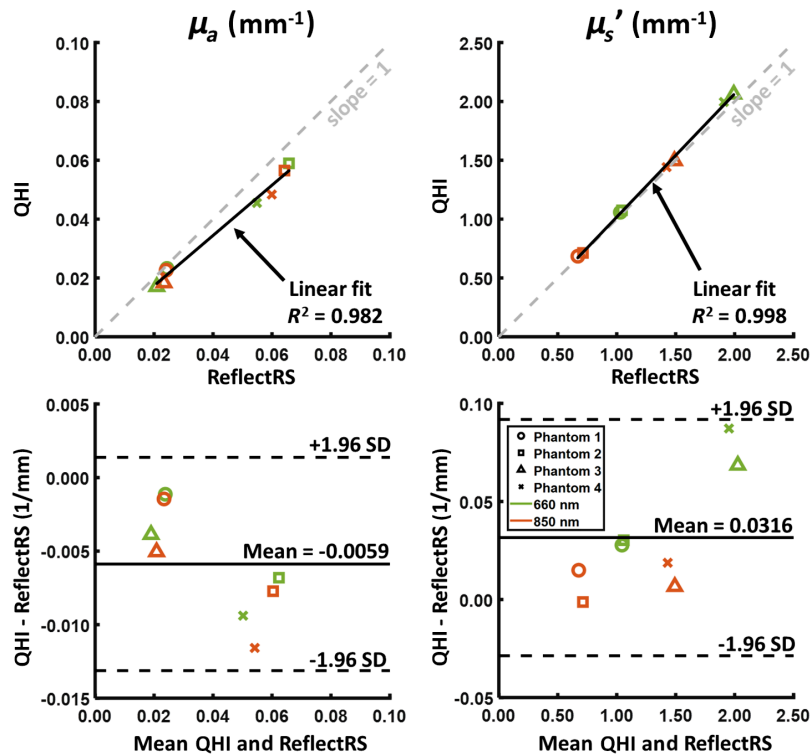 μa (mm-1)
0.10
0.08
0.06
0.04
0.02
0.00
QHI
slope = 1
Linear fit
R2 = 0.982
0.00 0.02 0.04 0.06 0.08 0.10
ReflectRS
μs’ (mm-1)
2.50
2.00
1.50
1.00
0.50
0.00
QHI
slope = 1
Linear fit
R2 = 0.998
0.00 0.50 1.00 1.50 2.00 2.50
ReflectRS
0.005
0.000
-0.005
-0.010
-0.015
QHI - ReflectRS (1/mm)
+1.96 SD
Mean = -0.0059
-1.96 SD
0.00 0.02 0.04 0.06 0.08 0.10
Mean QHI and ReflectRS
0.10
0.05
0.00
-0.05
QHI - ReflectRS (1/mm)
+1.96 SD
Phantom 1
Phantom 2
Phantom 3
Phantom 4
660 nm
850 nm
Mean = 0.0316
-1.96 SD
0.00 0.50 1.00 1.50 2.00 2.50
Mean QHI and ReflectRS